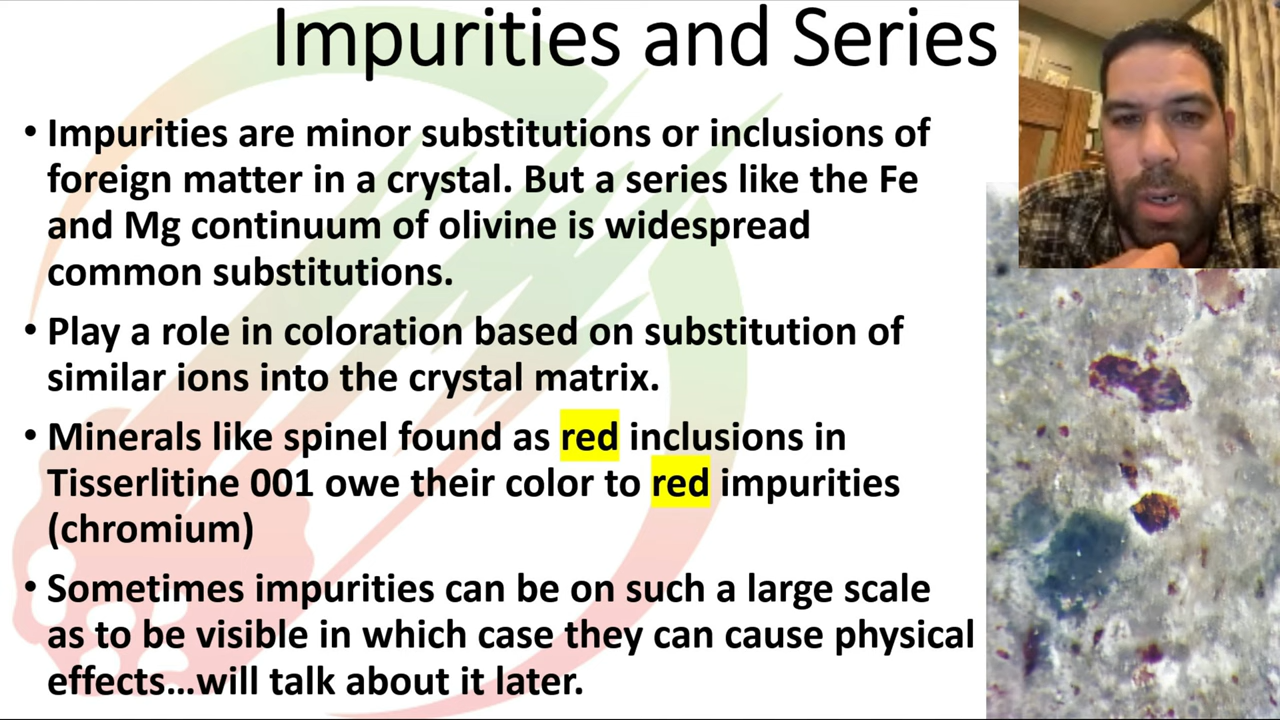 Impurities and Series
• Impurities are minor substitutions or inclusions of
foreign matter in a crystal. But a series like the Fe
and Mg continuum of olivine is widespread
common substitutions.
• Play a role in coloration based on substitution of
similar ions into the crystal matrix.
• Minerals like spinel found as red inclusions in
Tisserlitine 001 owe their color to red impurities
(chromium)
• Sometimes impurities can be on such a large scale
as to be visible in which case they can cause physical
effects...will talk about it later.